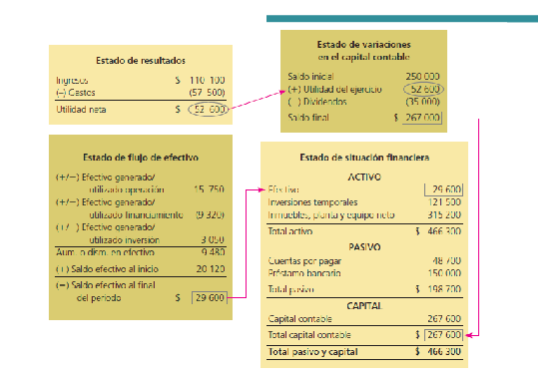 Estado de resultados
Ingresos $ 110 100
(–) Gastos (57 500)
Utilidad neta $ (52 600)
Estado de variaciones
en el capital contable
Saldo inicial 250 000
(+) Utilidad del ejercicio 52 600
(–) Dividendos (35 000)
Saldo final $ 267 000
Estado de flujo de efectivo
(+/–) Efectivo generado/
utilizado operación 15 750
(+/–) Efectivo generado/
utilizado financiamiento (9 320)
(+/–) Efectivo generado/
utilizado inversión 3 050
Aum. o dism. en efectivo 9 480
(+) Saldo efectivo al inicio 20 120
(=) Saldo efectivo al final
del periodo $ 29 600
Estado de situación financiera
ACTIVO
Efectivo 29 600
Inversiones temporales 121 500
Inmuebles, planta y equipo neto 315 200
Total activo $ 466 300
PASIVO
Cuentas por pagar 48 700
Préstamo bancario 150 000
Total pasivo $ 198 700
CAPITAL
Capital contable 267 600
Total capital contable $ 267 600
Total pasivo y capital $ 466 300